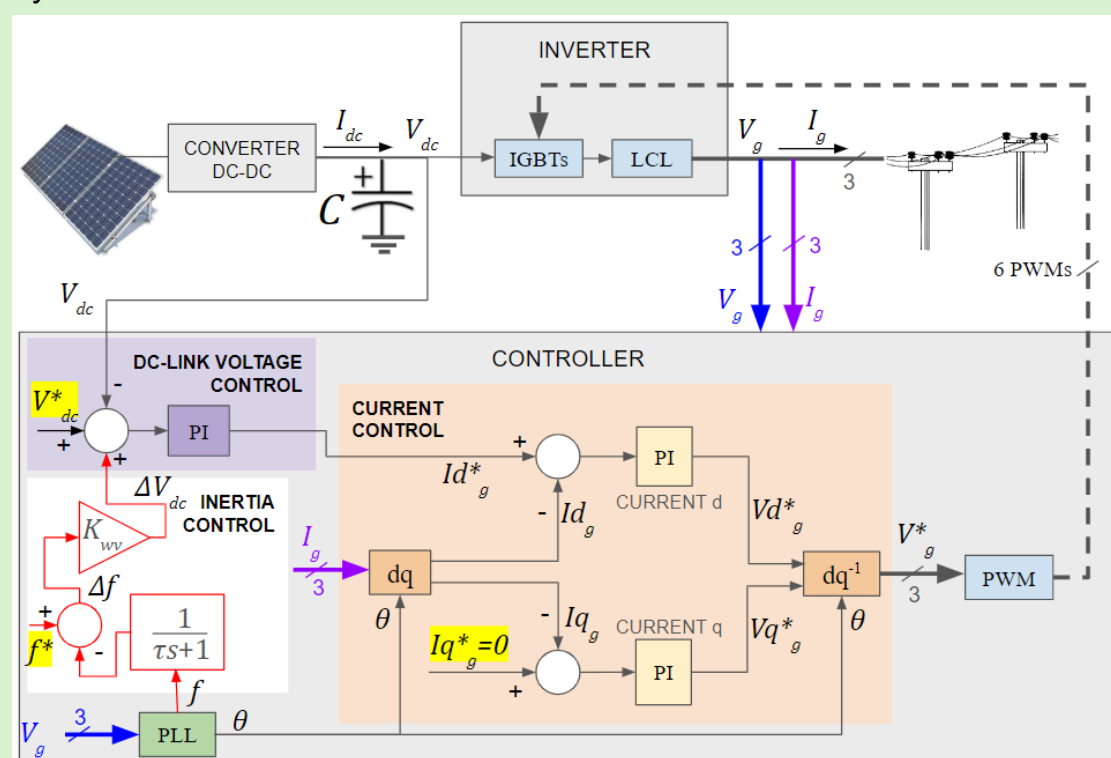 INVERTER
I_dc
V_dc
CONVERTER
DC-DC
IGBTs
LCL
V_g
I_g
3
+
C
3
3
6 PWMs
V_dc
V_g
I_g
CONTROLLER
DC-LINK VOLTAGE
CONTROL
-
V*_dc
+
PI
+
CURRENT
CONTROL
+
PI
Id*_g
CURRENT d
-
Id_g
Vd*_g
ΔV_dc
INERTIA
CONTROL
K_wv
I_g
3
dq
V*_g
3
dq⁻¹
PWM
Δf
θ
θ
+
f*
-
1
τs+1
-
Iq_g
CURRENT q
Vq*_g
Iq*_g=0
+
PI
f
V_g
3
PLL
θ